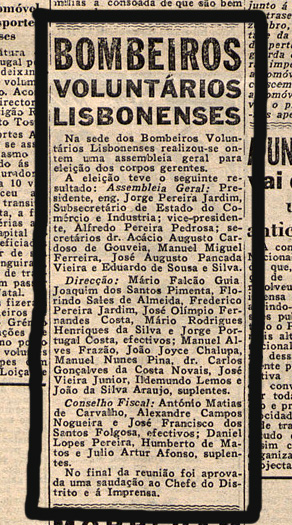 BOMBEIROS
VOLUNTÁRIOS
LISBONENSES
Na sede dos Bombeiros Volun-
tários Lisbonenses realizou-se on-
tem uma assembleia geral para
eleição dos corpos gerentes.
A eleição teve o seguinte re-
sultado: Assembleia Geral: Pre-
sidente, eng. Jorge Pereira Jardim,
Subsecretário de Estado do Co-
mércio e Industria; vice-presiden-
te, Alfredo Pereira Pedrosa; se-
cretários dr. Acácio Augusto Car-
doso de Gouveia, Manuel Miguel
Ferreira, José Augusto Pancada
Vieira e Eduardo de Sousa e Silva.
Direcção: Mário Falcão Guia
Joaquim dos Santos Pimenta, Flo-
rindo Sales de Almeida, Frederico
Pereira Jardim, José Olímpio Fer-
nandes Costa, Mário Rodrigues
Henriques da Silva e Jorge Por-
tugal Costa, efectivos; Manuel Al-
ves Frazão, João Joyce Chalupa,
Manuel Nunes Pina, dr. Carlos
Gonçalves da Costa Novais, José
Vieira Junior, Ildemundo Lemos e
João da Silva Araujo, suplentes.
Conselho Fiscal: António Matias
de Carvalho, Alexandre Campos
Nogueira e José Francisco dos
Santos Folgosa, efectivos; Daniel
Lopes Pereira, Humberto de Ma-
tos e Julio Artur Afonso, suplen-
tes.
No final da reunião foi aprova-
da uma saudação ao Chefe do Dis-
trito e á Imprensa.